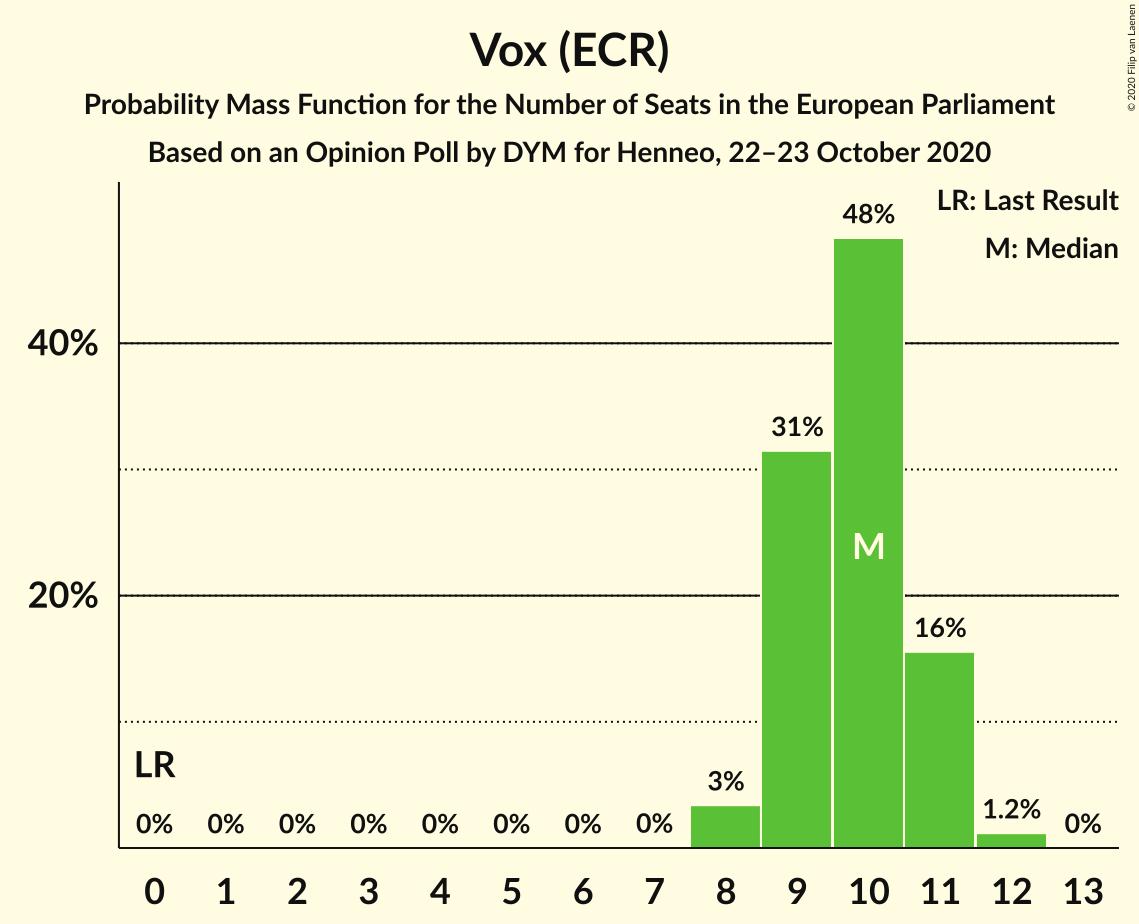 © 2020 Filip van Laenen
Vox (ECR)
Probability Mass Function for the Number of Seats in the European Parliament
Based on an Opinion Poll by DYM for Henneo, 22–23 October 2020
LR: Last Result
M: Median
48%
40%
31%
M
20%
16%
LR
3%
1.2%
0% 0% 0% 0% 0% 0% 0% 0% 0%
0 1 2 3 4 5 6 7 8 9 10 11 12 13